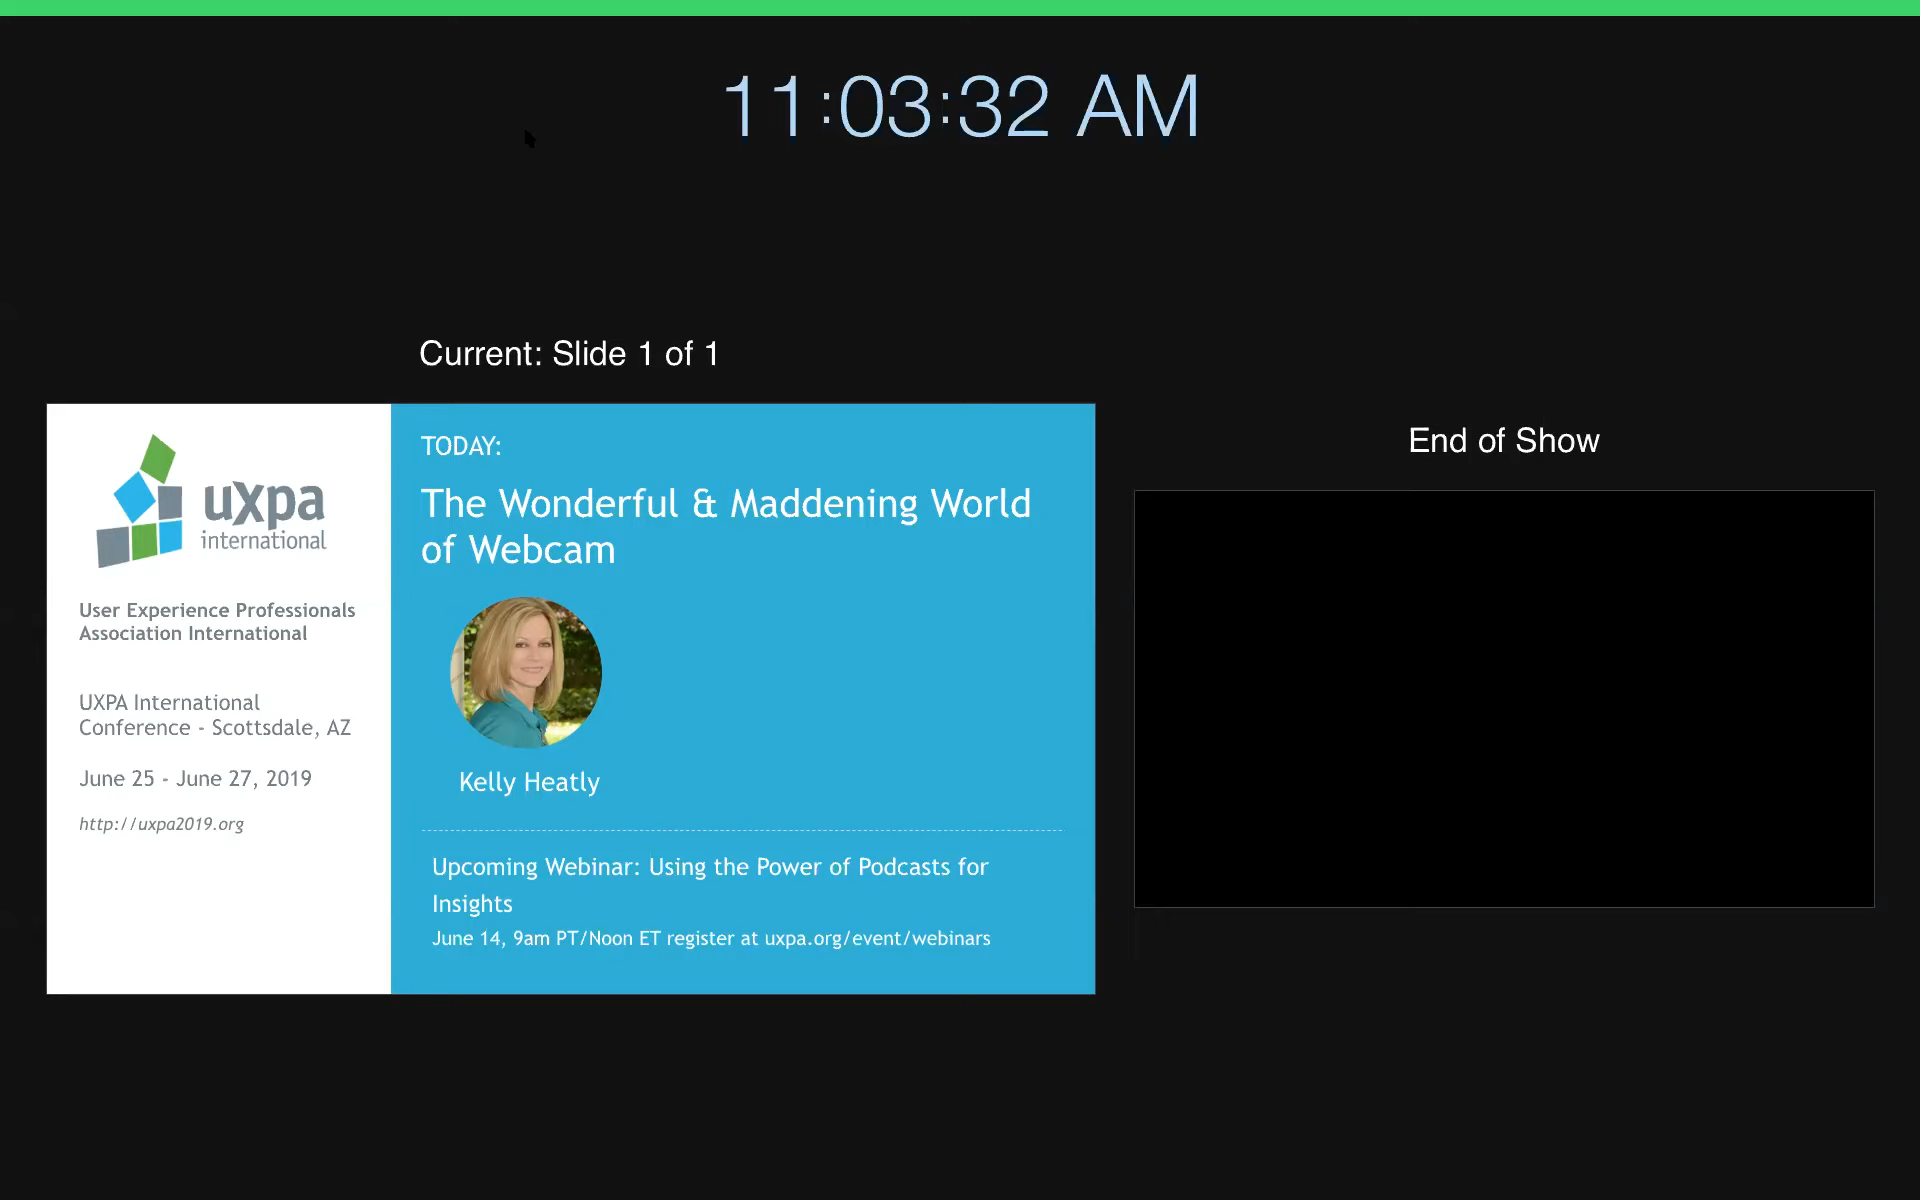 11:03:32 AM
Current: Slide 1 of 1
uxpa
international
User Experience Professionals
Association International
UXPA International
Conference - Scottsdale, AZ
June 25 - June 27, 2019
http://uxpa2019.org
TODAY:
The Wonderful & Maddening World
of Webcam
Kelly Heatly
Upcoming Webinar: Using the Power of Podcasts for
Insights
June 14, 9am PT/Noon ET register at uxpa.org/event/webinars
End of Show